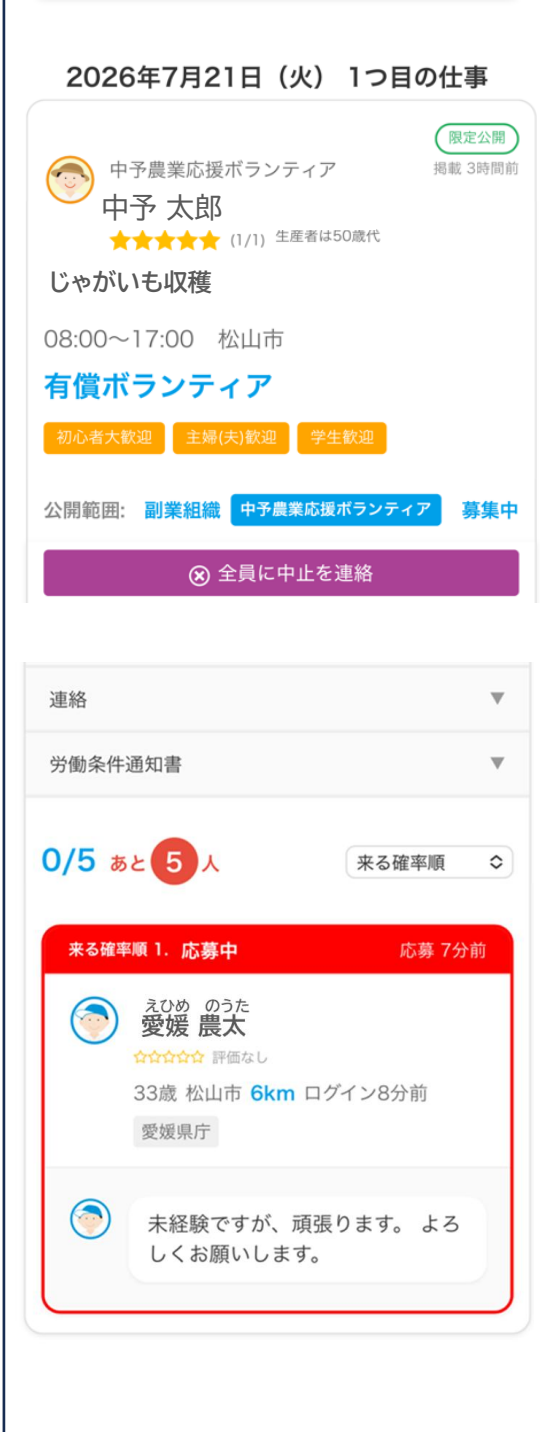 2026年7月21日（火） 1つ目の仕事
限定公開
中予農業応援ボランティア
掲載 3時間前
中予 太郎
★★★★★ (1/1) 生産者は50歳代
じゃがいも収穫
08:00〜17:00 松山市
有償ボランティア
初心者大歓迎 主婦(夫)歓迎 学生歓迎
公開範囲: 副業組織 中予農業応援ボランティア 募集中
全員に中止を連絡
連絡 ▼
労働条件通知書 ▼
0/5 あと 5 人 来る確率順
来る確率順 1. 応募中 応募 7分前
えひめ のうた
愛媛 農太
☆☆☆☆☆ 評価なし
33歳 松山市 6km ログイン8分前
愛媛県庁
未経験ですが、頑張ります。 よろ
しくお願いします。